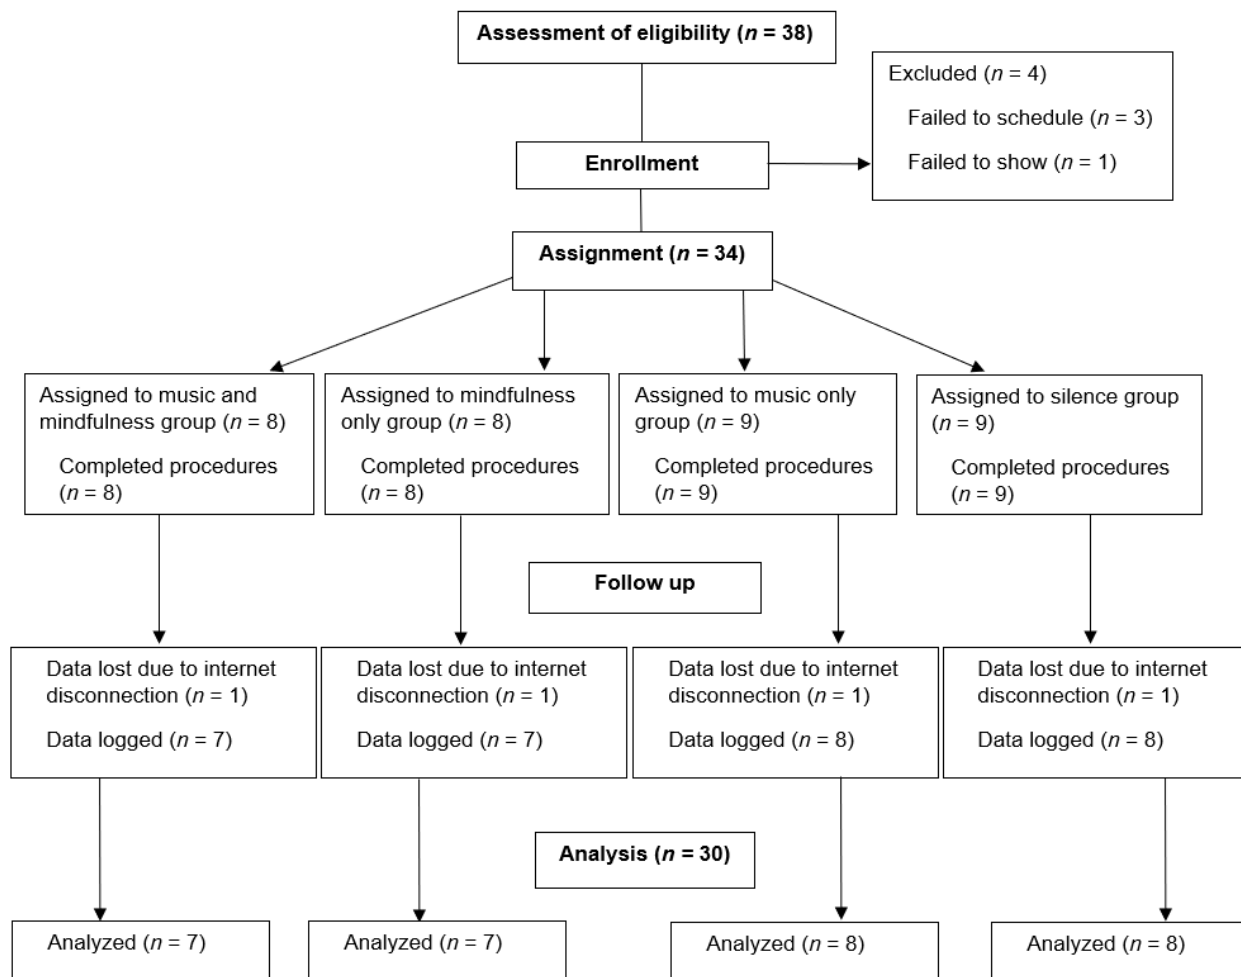 Assessment of eligibility (n = 38)
Excluded (n = 4)
Failed to schedule (n = 3)
Failed to show (n = 1)
Enrollment
Assignment (n = 34)
Assigned to music and
mindfulness group (n = 8)
Completed procedures
(n = 8)
Assigned to mindfulness
only group (n = 8)
Completed procedures
(n = 8)
Assigned to music only
group (n = 9)
Completed procedures
(n = 9)
Assigned to silence group
(n = 9)
Completed procedures
(n = 9)
Follow up
Data lost due to internet
disconnection (n = 1)
Data logged (n = 7)
Data lost due to internet
disconnection (n = 1)
Data logged (n = 7)
Data lost due to internet
disconnection (n = 1)
Data logged (n = 8)
Data lost due to internet
disconnection (n = 1)
Data logged (n = 8)
Analysis (n = 30)
Analyzed (n = 7)
Analyzed (n = 7)
Analyzed (n = 8)
Analyzed (n = 8)